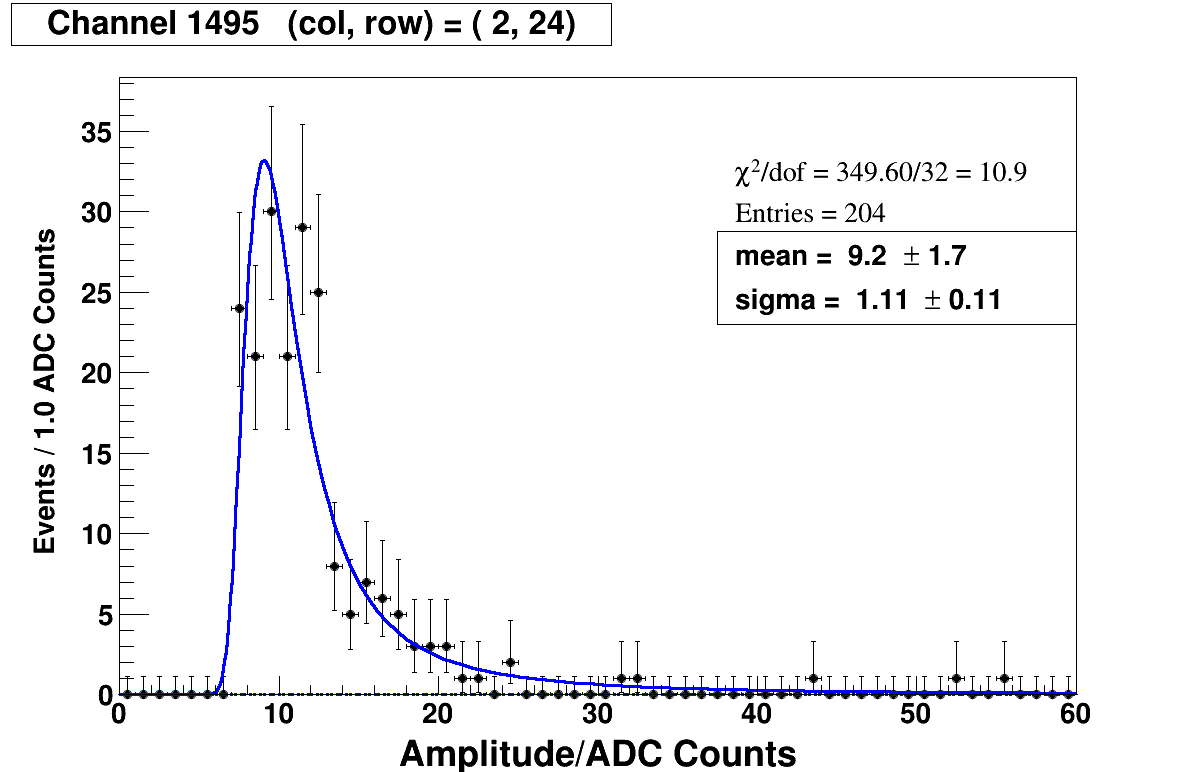 Channel 1495 (col, row) = ( 2, 24)
35
30
25
20
15
10
5
0
Events / 1.0 ADC Counts
χ²/dof = 349.60/32 = 10.9
Entries = 204
mean = 9.2 ± 1.7
sigma = 1.11 ± 0.11
0 10 20 30 40 50 60
Amplitude/ADC Counts